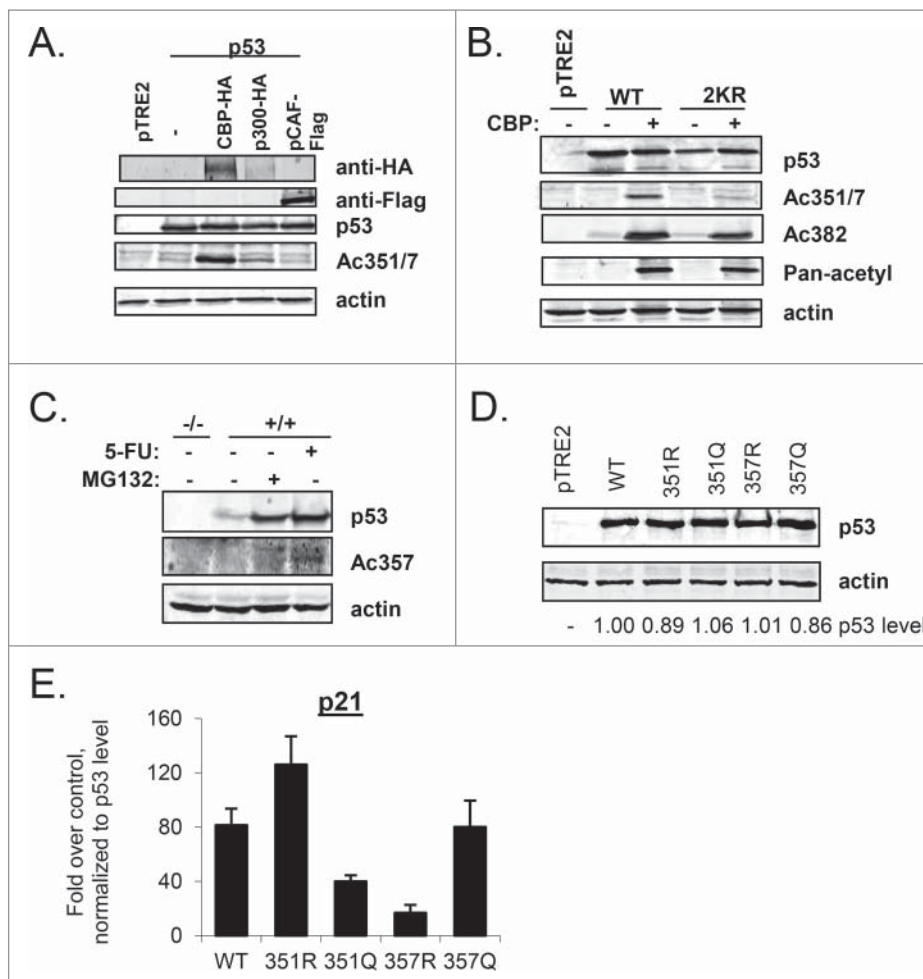 A.
p53
pTRE2
-
CBP-HA
p300-HA
pCAF-
Flag
anti-HA
anti-Flag
p53
Ac351/7
actin
B.
pTRE2
WT
2KR
CBP: - - + - +
p53
Ac351/7
Ac382
Pan-acetyl
actin
C.
-/- +/+
5-FU: - - - +
MG132: - - + -
p53
Ac357
actin
D.
pTRE2
WT
351R
351Q
357R
357Q
p53
actin
- 1.00 0.89 1.06 1.01 0.86 p53 level
E.
p21
Fold over control,
normalized to p53 level
160
120
80
40
0
WT 351R 351Q 357R 357Q